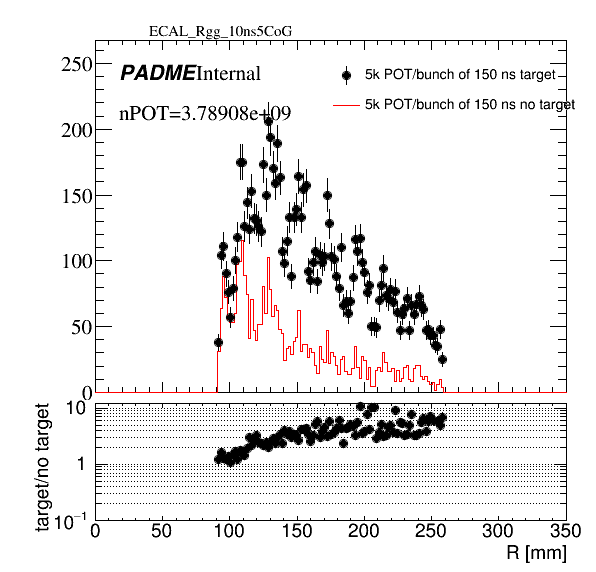 ECAL_Rgg_10ns5CoG
PADME Internal
nPOT=3.78908e+09
5k POT/bunch of 150 ns target
5k POT/bunch of 150 ns no target
250
200
150
100
50
0
target/no target
10
1
10⁻¹
0 50 100 150 200 250 300 350
R [mm]